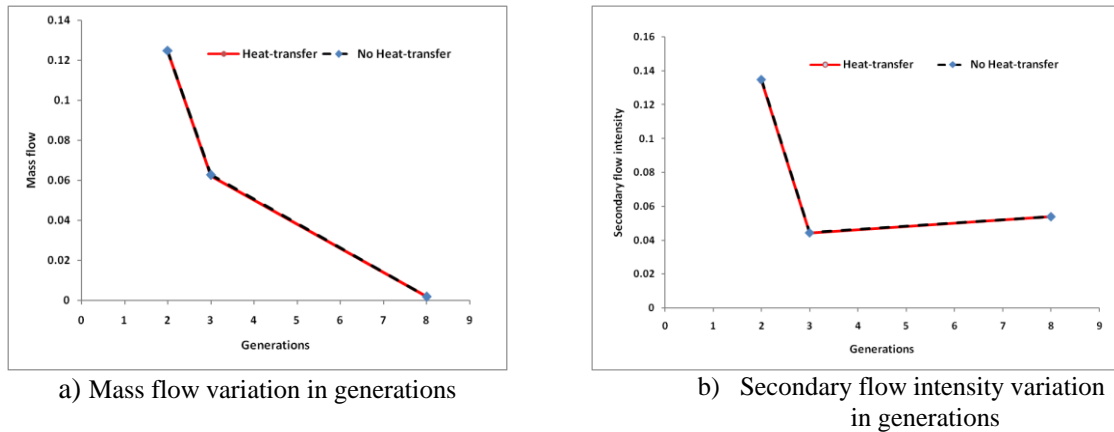 0.14
0.12
0.1
0.08
0.06
0.04
0.02
0
Mass flow
Heat-transfer
No Heat-transfer
0 1 2 3 4 5 6 7 8 9
Generations
a) Mass flow variation in generations
0.16
0.14
0.12
0.1
0.08
0.06
0.04
0.02
0
Secondary flow intensity
Heat-transfer
No Heat-transfer
0 1 2 3 4 5 6 7 8 9
Generations
b) Secondary flow intensity variation
in generations